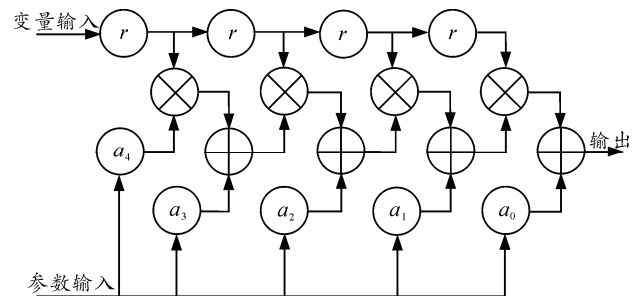 变量输入
r r r r
a₄
输出
a₃ a₂ a₁ a₀
参数输入